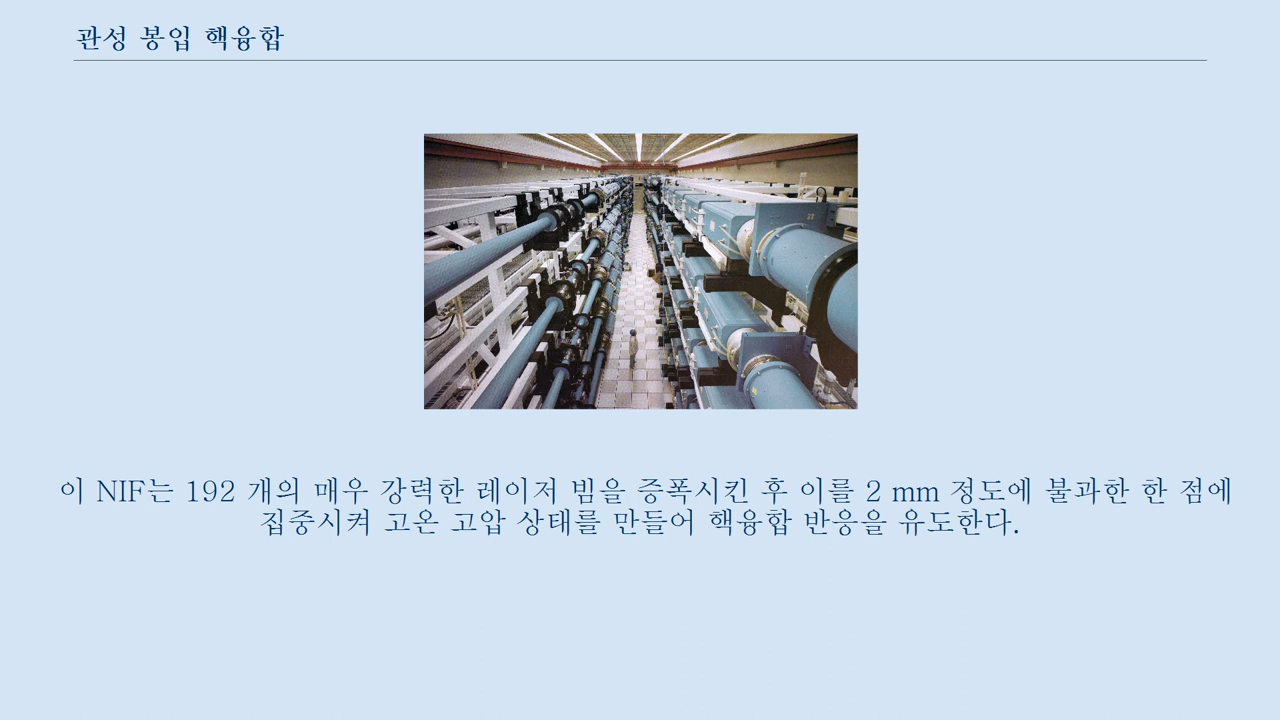 관성 봉입 핵융합
이 NIF는 192 개의 매우 강력한 레이저 빔을 증폭시킨 후 이를 2 mm 정도에 불과한 한 점에
집중시켜 고온 고압 상태를 만들어 핵융합 반응을 유도한다.